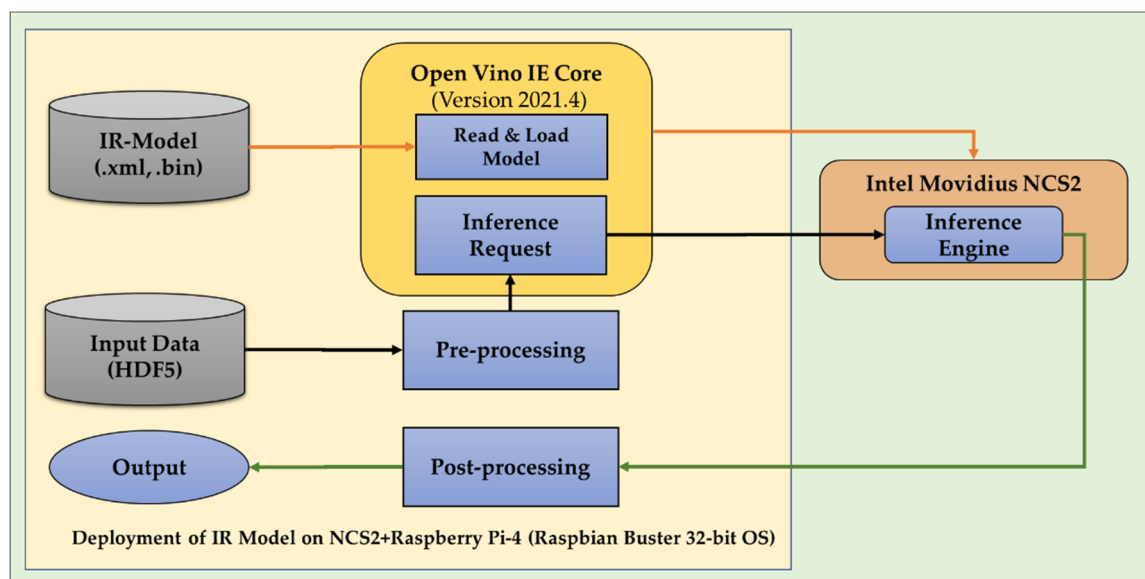 Open Vino IE Core
(Version 2021.4)
IR-Model
(.xml, .bin)
Read & Load
Model
Intel Movidius NCS2
Inference
Request
Inference
Engine
Input Data
(HDF5)
Pre-processing
Output
Post-processing
Deployment of IR Model on NCS2+Raspberry Pi-4 (Raspbian Buster 32-bit OS)